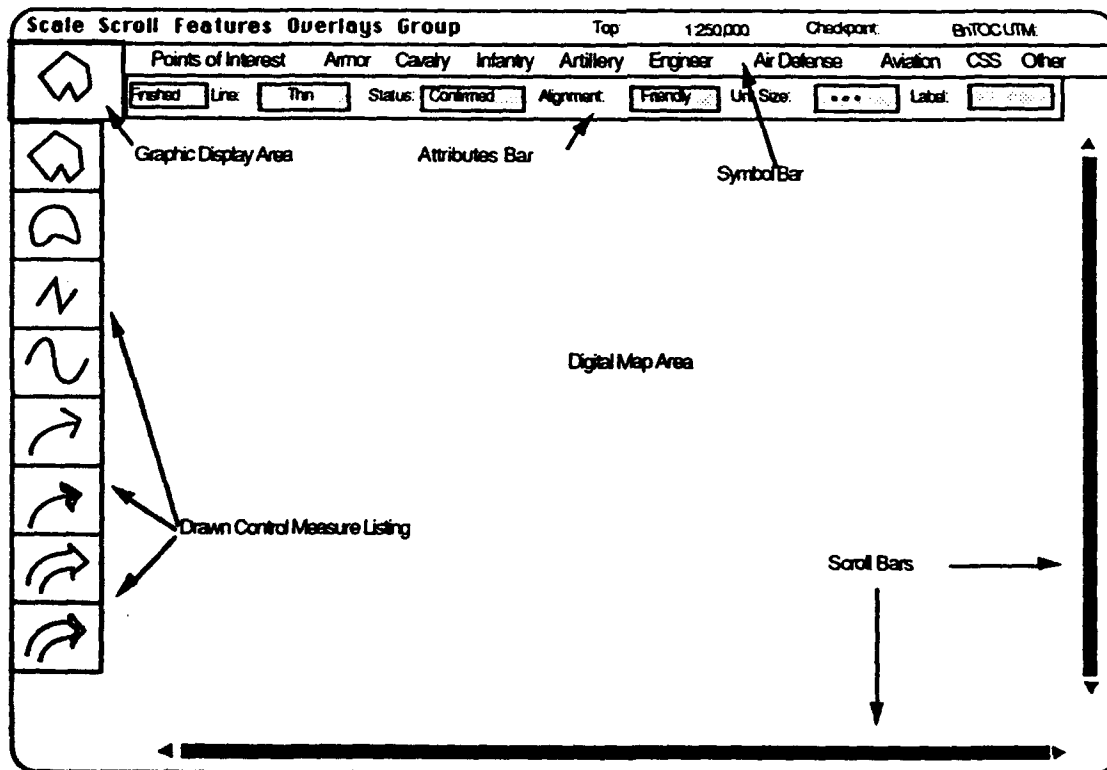 Scale Scroll Features Overlays Group Top 1:250,000 Checkpoint: BnTOC UTM:
Points of Interest Armor Cavalry Infantry Artillery Engineer Air Defense Aviation CSS Other
Finished Line: Thin Status: Confirmed Alignment: Friendly Unit Size: ••• Label:
Graphic Display Area Attributes Bar
Symbol Bar
Digital Map Area
Drawn Control Measure Listing
Scroll Bars